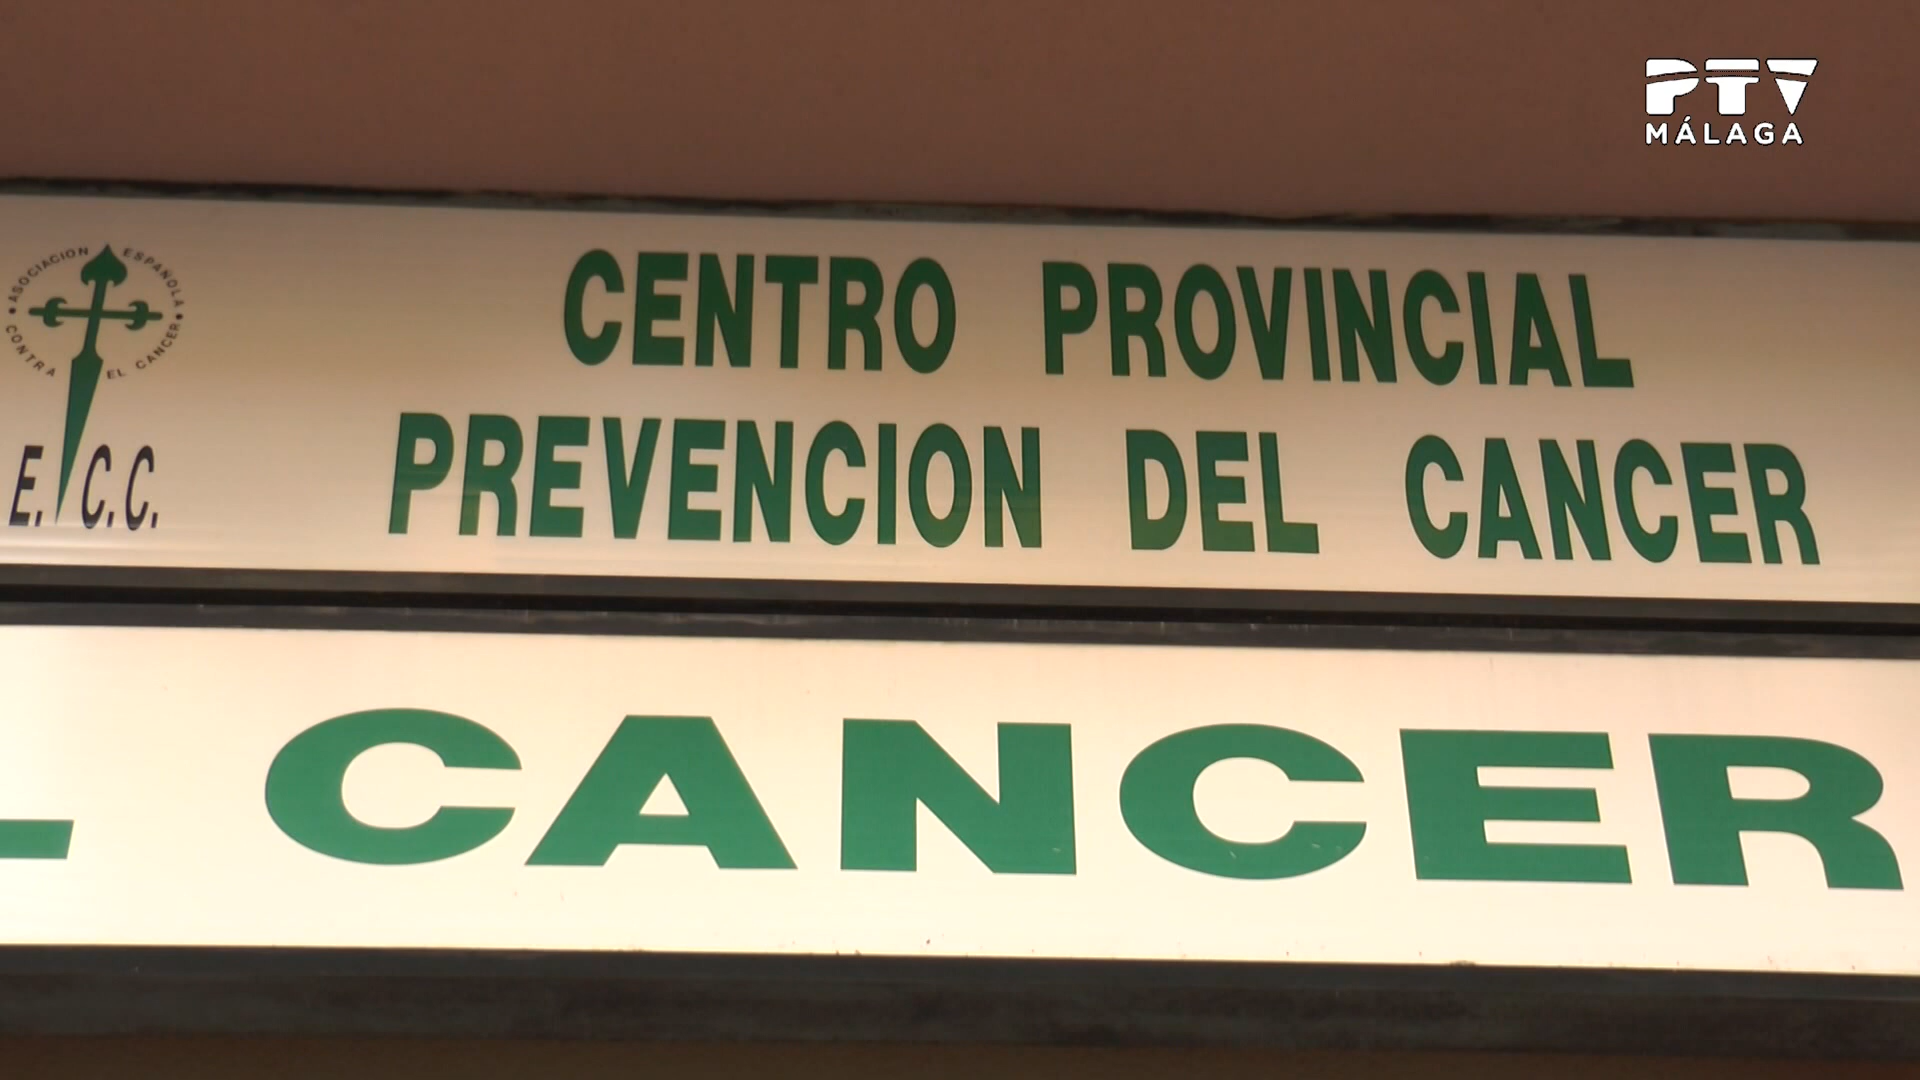 PTV
MÁLAGA
ASOCIACION ESPAÑOLA
CONTRA EL CANCER
E. C.C.
CENTRO PROVINCIAL
PREVENCION DEL CANCER
CANCER